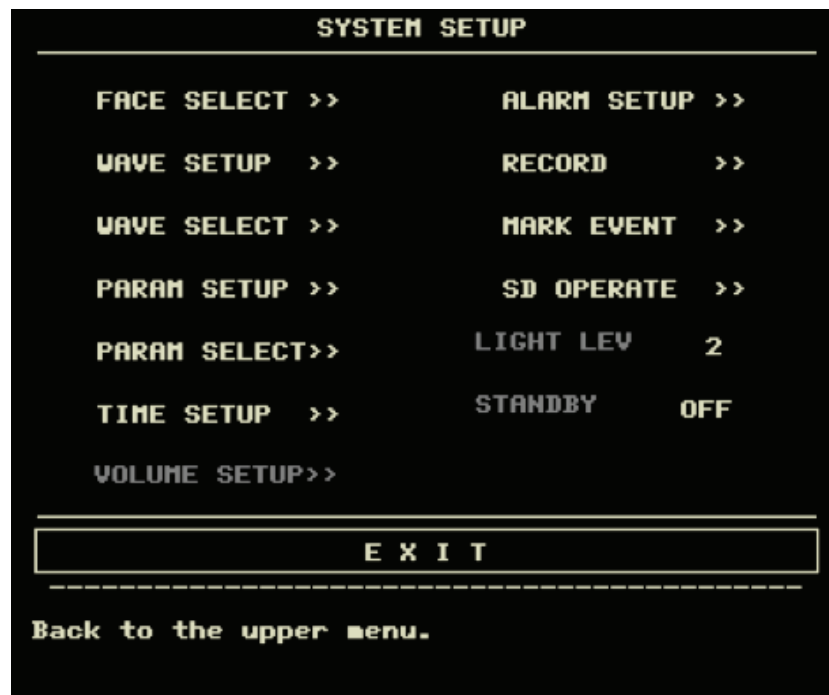 SYSTEM SETUP
FACE SELECT >> ALARM SETUP >>
WAVE SETUP >> RECORD >>
WAVE SELECT >> MARK EVENT >>
PARAM SETUP >> SD OPERATE >>
PARAM SELECT>> LIGHT LEV 2
TIME SETUP >> STANDBY OFF
VOLUME SETUP>>
E X I T
Back to the upper menu.